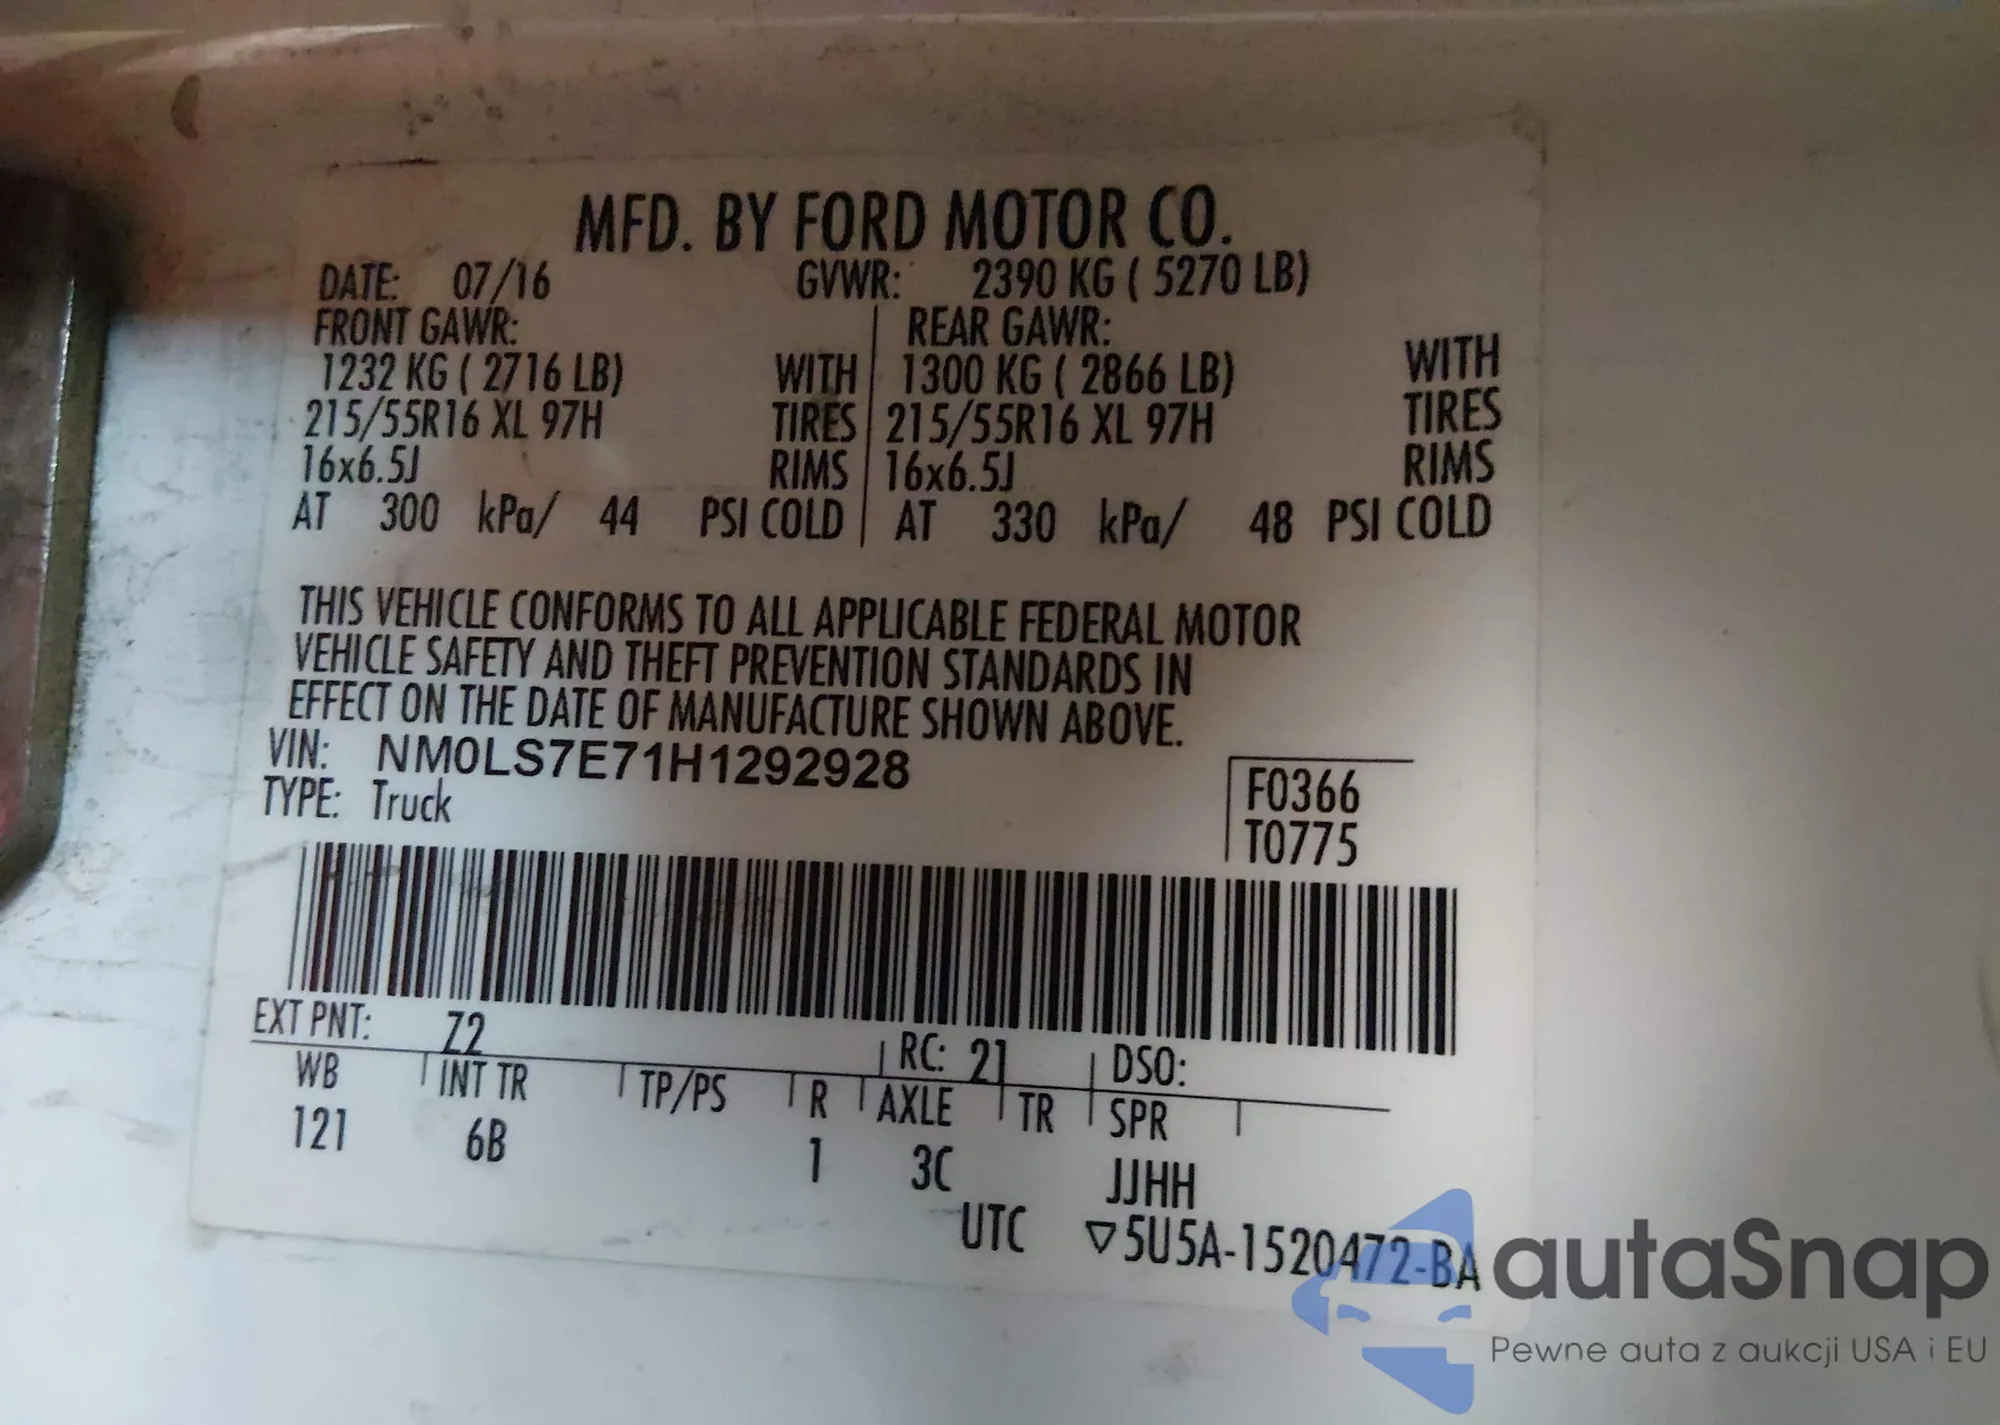 MFD. BY FORD MOTOR CO.
DATE: 07/16 GVWR: 2390 KG ( 5270 LB)
FRONT GAWR: REAR GAWR:
1232 KG ( 2716 LB) WITH 1300 KG ( 2866 LB) WITH
215/55R16 XL 97H TIRES 215/55R16 XL 97H TIRES
16x6.5J RIMS 16x6.5J RIMS
AT 300 kPa/ 44 PSI COLD AT 330 kPa/ 48 PSI COLD
THIS VEHICLE CONFORMS TO ALL APPLICABLE FEDERAL MOTOR
VEHICLE SAFETY AND THEFT PREVENTION STANDARDS IN
EFFECT ON THE DATE OF MANUFACTURE SHOWN ABOVE.
VIN: NM0LS7E71H1292928
TYPE: Truck
F0366
T0775
EXT PNT: Z2 RC: 21 DSO:
WB INT TR TP/PS R AXLE TR SPR
121 6B 1 3C JJHH
UTC ▽5U5A-1520472-BA
autaSnap
Pewne auta z aukcji USA i EU